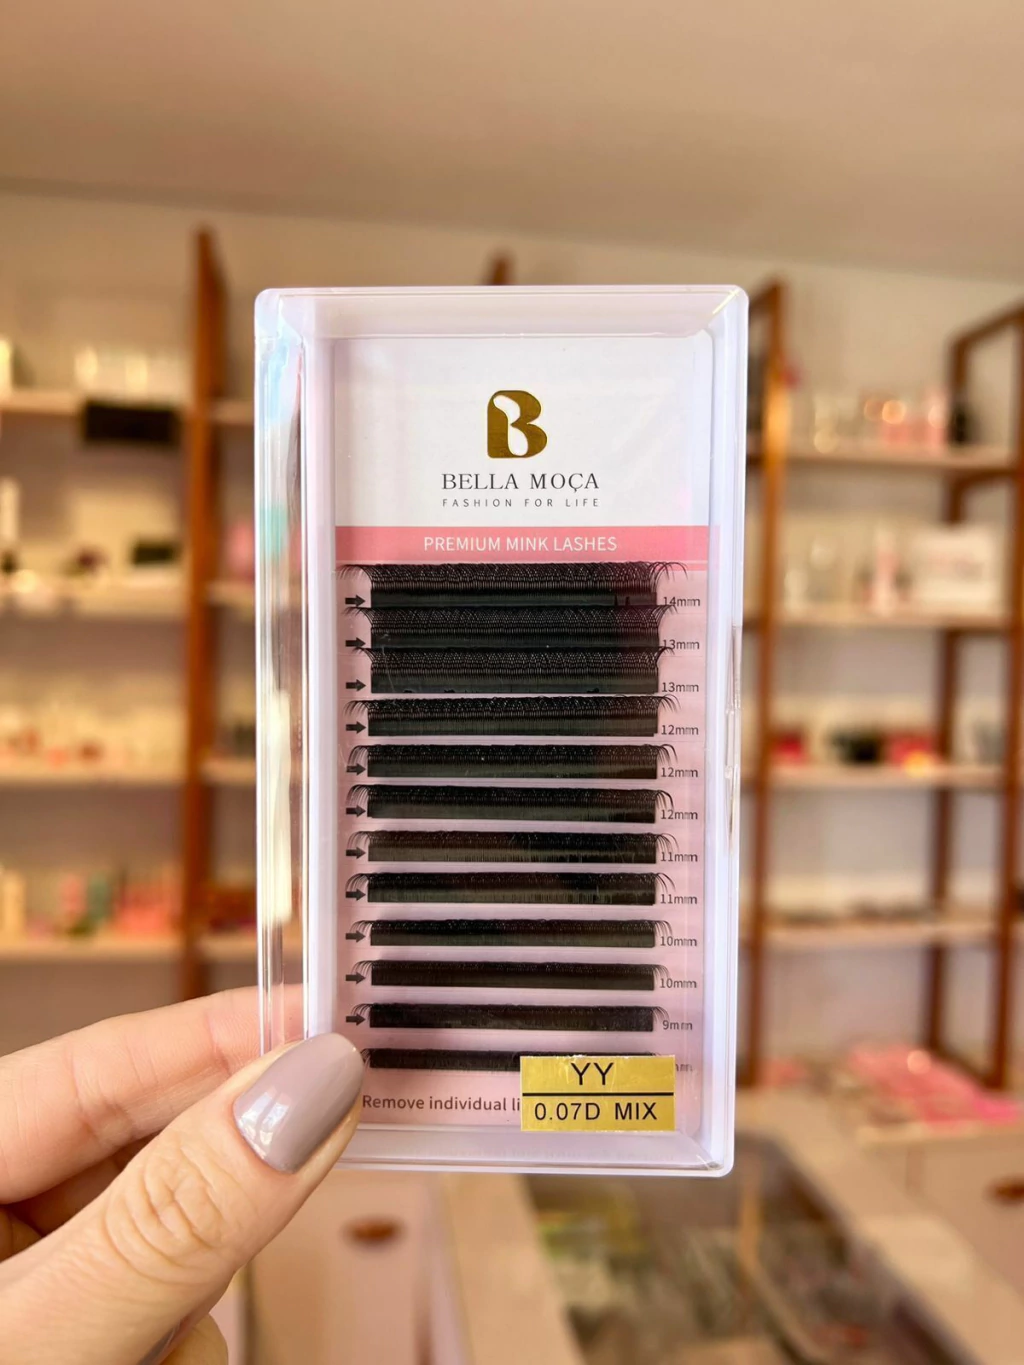 B
BELLA MOÇA
FASHION FOR LIFE
PREMIUM MINK LASHES
14mm
13mm
13mm
12mm
12mm
12mm
11mm
11mm
10mm
10mm
9mm
YY
Remove individual
0.07D MIX